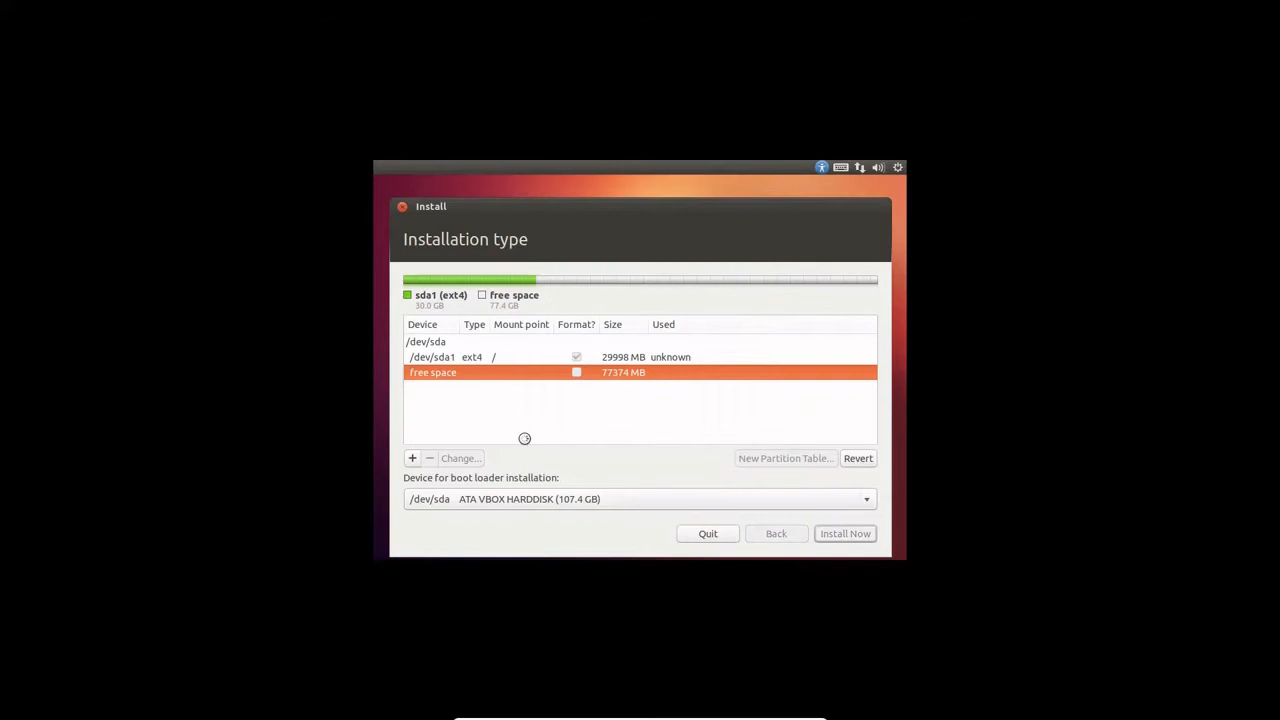 Install
Installation type
sda1 (ext4) free space
30.0 GB 77.4 GB
Device Type Mount point Format? Size Used
/dev/sda
/dev/sda1 ext4 / 29998 MB unknown
free space 77374 MB
+ − Change... New Partition Table... Revert
Device for boot loader installation:
/dev/sda ATA VBOX HARDDISK (107.4 GB)
Quit Back Install Now